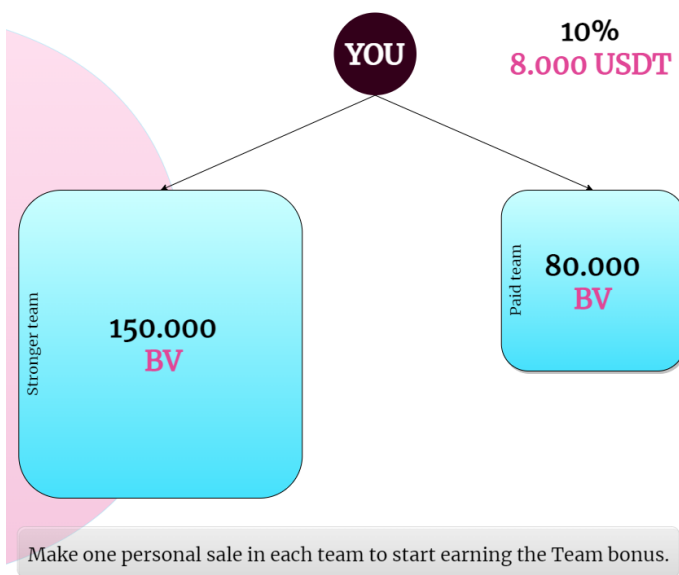 YOU
10%
8.000 USDT
Stronger team
150.000
BV
Paid team
80.000
BV
Make one personal sale in each team to start earning the Team bonus.